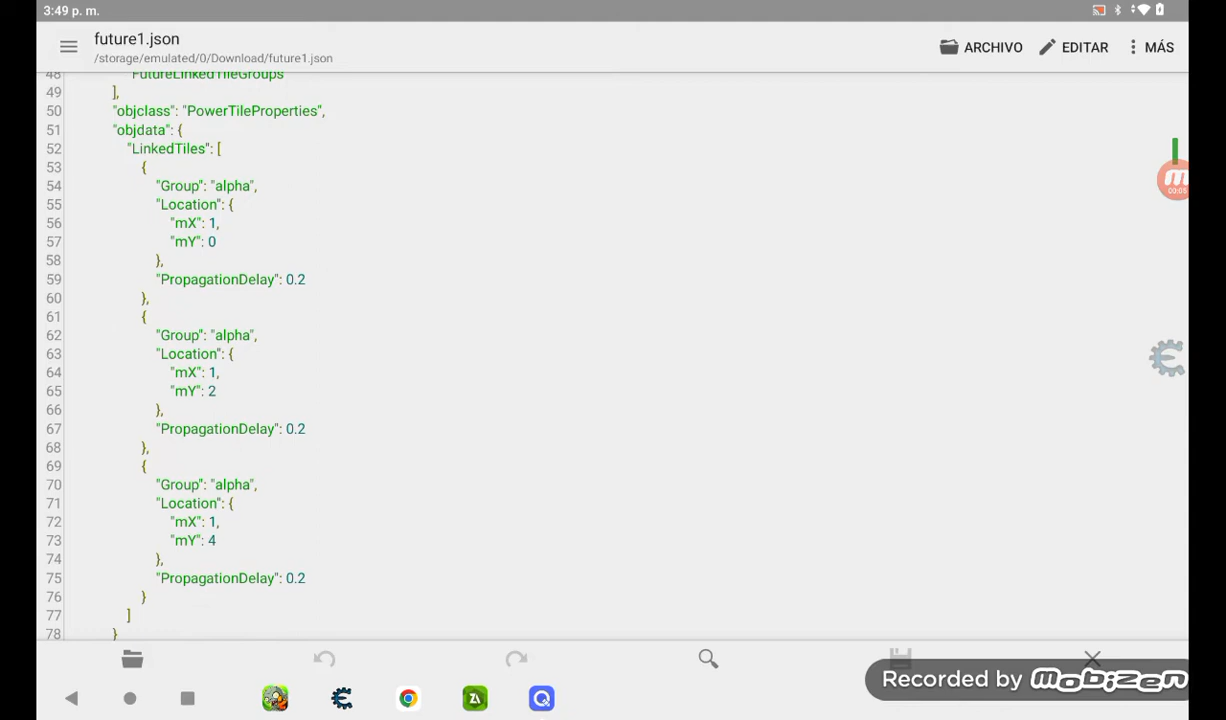 3:49 p. m.
future1.json
/storage/emulated/0/Download/future1.json
ARCHIVO
EDITAR
MÁS
48 "FutureLinkedTileGroups"
49 ],
50 "objclass": "PowerTileProperties",
51 "objdata": {
52 "LinkedTiles": [
53 {
54 "Group": "alpha",
55 "Location": {
56 "mX": 1,
57 "mY": 0
58 },
59 "PropagationDelay": 0.2
60 },
61 {
62 "Group": "alpha",
63 "Location": {
64 "mX": 1,
65 "mY": 2
66 },
67 "PropagationDelay": 0.2
68 },
69 {
70 "Group": "alpha",
71 "Location": {
72 "mX": 1,
73 "mY": 4
74 },
75 "PropagationDelay": 0.2
76 }
77 ]
78 }
00:05
ZA
Recorded by mobizen